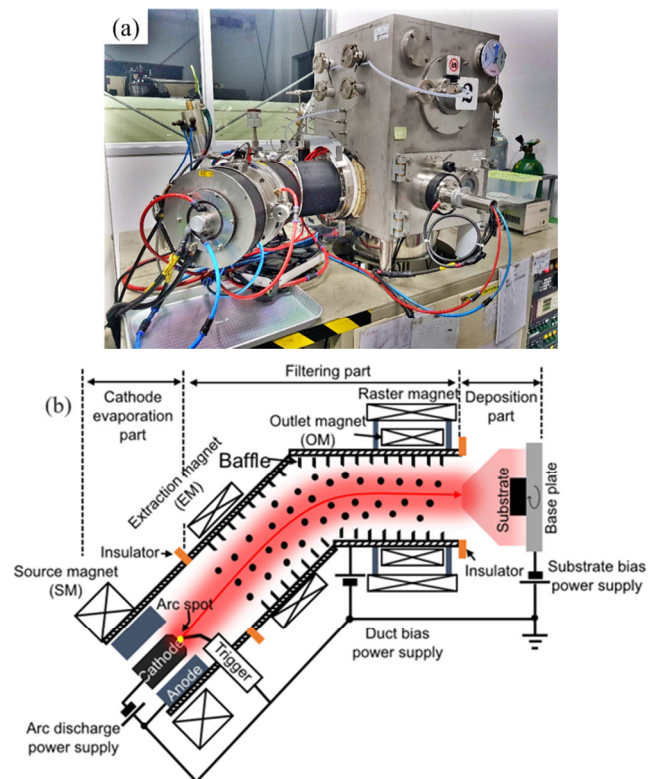 (a)
2
(b)
Cathode
evaporation
part
Filtering part
Deposition
part
Raster magnet
Outlet magnet
(OM)
Baffle
Extraction magnet
(EM)
Insulator
Source magnet
(SM)
Arc spot
Cathode
Anode
Trigger
Substrate
Base plate
Insulator
Substrate bias
power supply
Duct bias
power supply
Arc discharge
power supply